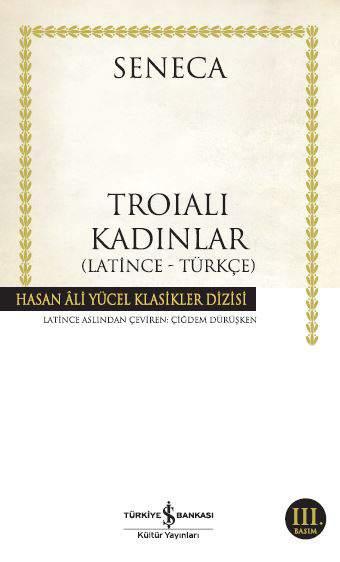 SENECA
TROIALI
KADINLAR
(LATİNCE - TÜRKÇE)
HASAN ÂLİ YÜCEL KLASİKLER DİZİSİ
LATİNCE ASLINDAN ÇEVİREN: ÇİĞDEM DÜRÜŞKEN
III.
BASIM
TÜRKİYE İŞ BANKASI
Kültür Yayınları